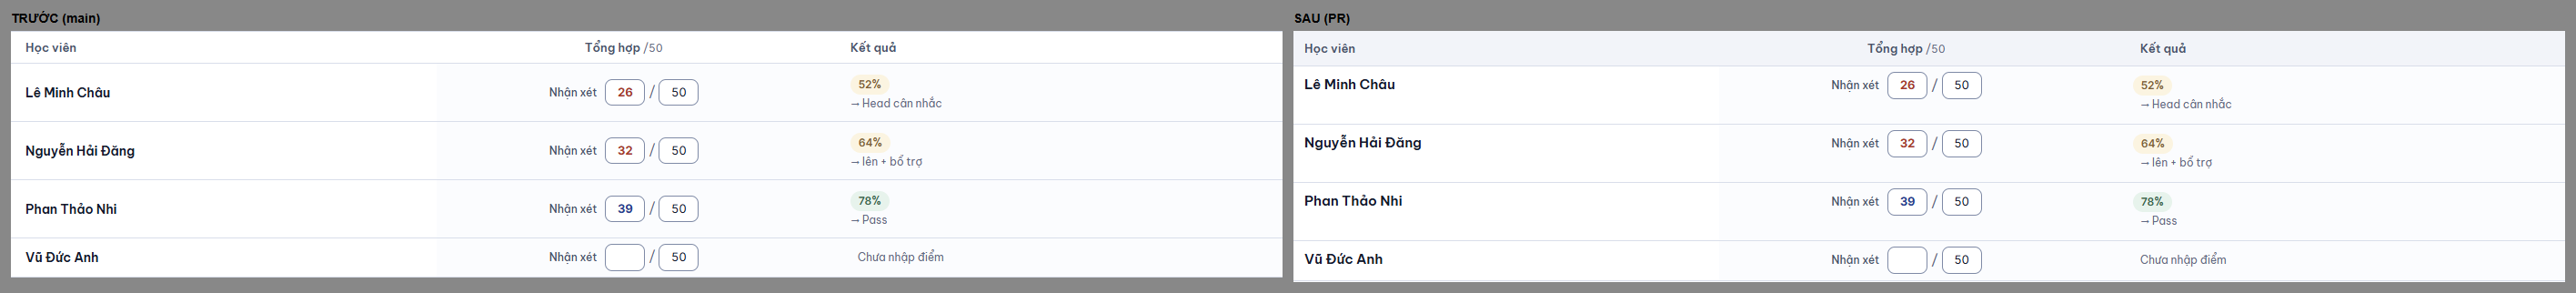 TRƯỚC (main)
Học viên Tổng hợp /50 Kết quả
Lê Minh Châu Nhận xét 26 / 50 52%
→ Head cân nhắc
Nguyễn Hải Đăng Nhận xét 32 / 50 64%
→ lên + bổ trợ
Phan Thảo Nhi Nhận xét 39 / 50 78%
→ Pass
Vũ Đức Anh Nhận xét / 50 Chưa nhập điểm
SAU (PR)
Học viên Tổng hợp /50 Kết quả
Lê Minh Châu Nhận xét 26 / 50 52%
→ Head cân nhắc
Nguyễn Hải Đăng Nhận xét 32 / 50 64%
→ lên + bổ trợ
Phan Thảo Nhi Nhận xét 39 / 50 78%
→ Pass
Vũ Đức Anh Nhận xét / 50 Chưa nhập điểm